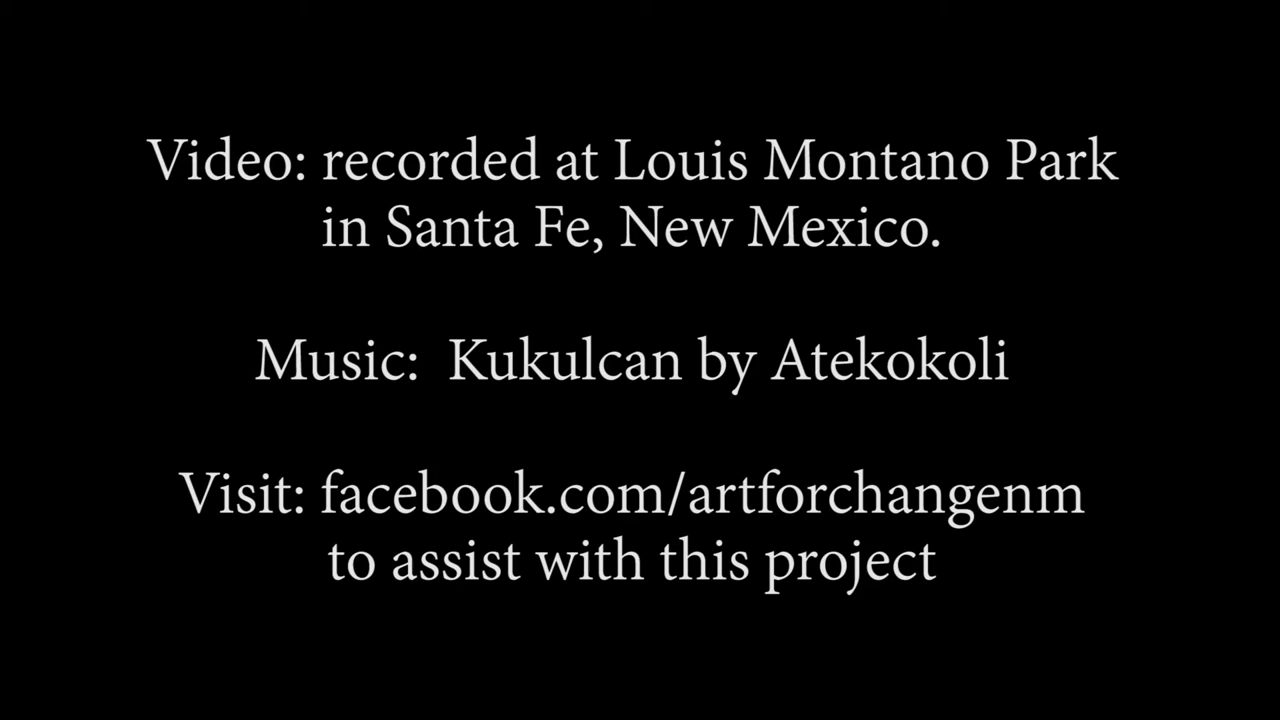 Video: recorded at Louis Montano Park
in Santa Fe, New Mexico.
Music:  Kukulcan by Atekokoli
Visit: facebook.com/artforchangenm
to assist with this project